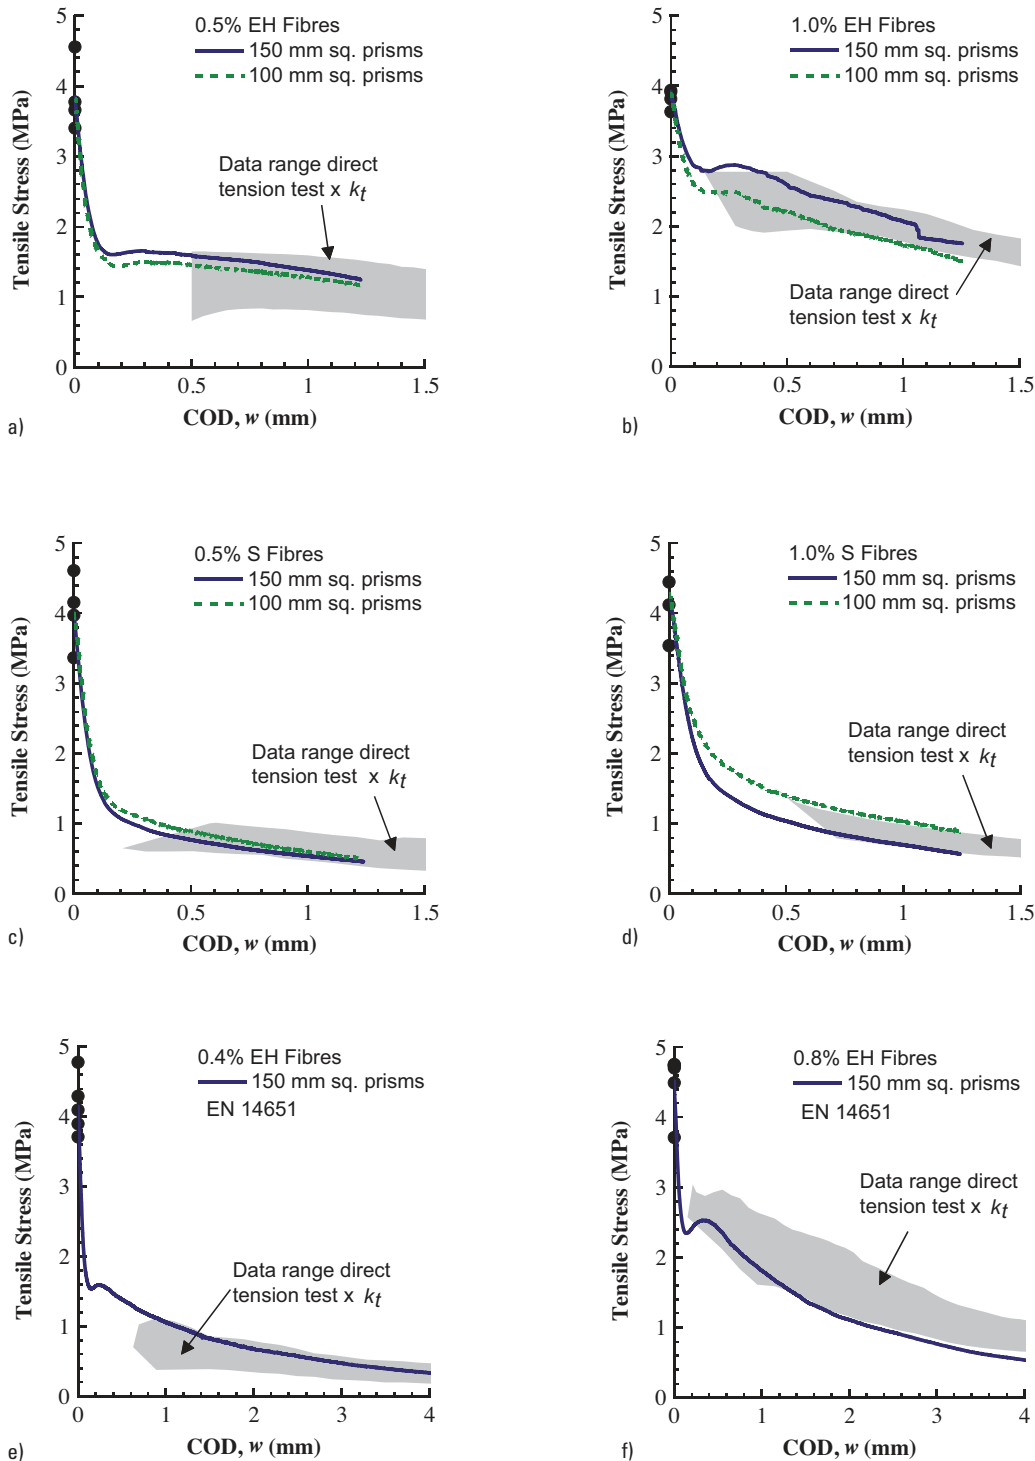 0.5% EH Fibres
150 mm sq. prisms
100 mm sq. prisms
Data range direct
tension test x kt
Tensile Stress (MPa)
5
4
3
2
1
0
0
0.5
1
1.5
COD, w (mm)
a)
1.0% EH Fibres
150 mm sq. prisms
100 mm sq. prisms
Data range direct
tension test x kt
Tensile Stress (MPa)
5
4
3
2
1
0
0
0.5
1
1.5
COD, w (mm)
b)
0.5% S Fibres
150 mm sq. prisms
100 mm sq. prisms
Data range direct
tension test x kt
Tensile Stress (MPa)
5
4
3
2
1
0
0
0.5
1
1.5
COD, w (mm)
c)
1.0% S Fibres
150 mm sq. prisms
100 mm sq. prisms
Data range direct
tension test x kt
Tensile Stress (MPa)
5
4
3
2
1
0
0
0.5
1
1.5
COD, w (mm)
d)
0.4% EH Fibres
150 mm sq. prisms
EN 14651
Data range direct
tension test x kt
Tensile Stress (MPa)
5
4
3
2
1
0
0
1
2
3
4
COD, w (mm)
e)
0.8% EH Fibres
150 mm sq. prisms
EN 14651
Data range direct
tension test x kt
Tensile Stress (MPa)
5
4
3
2
1
0
0
1
2
3
4
COD, w (mm)
f)